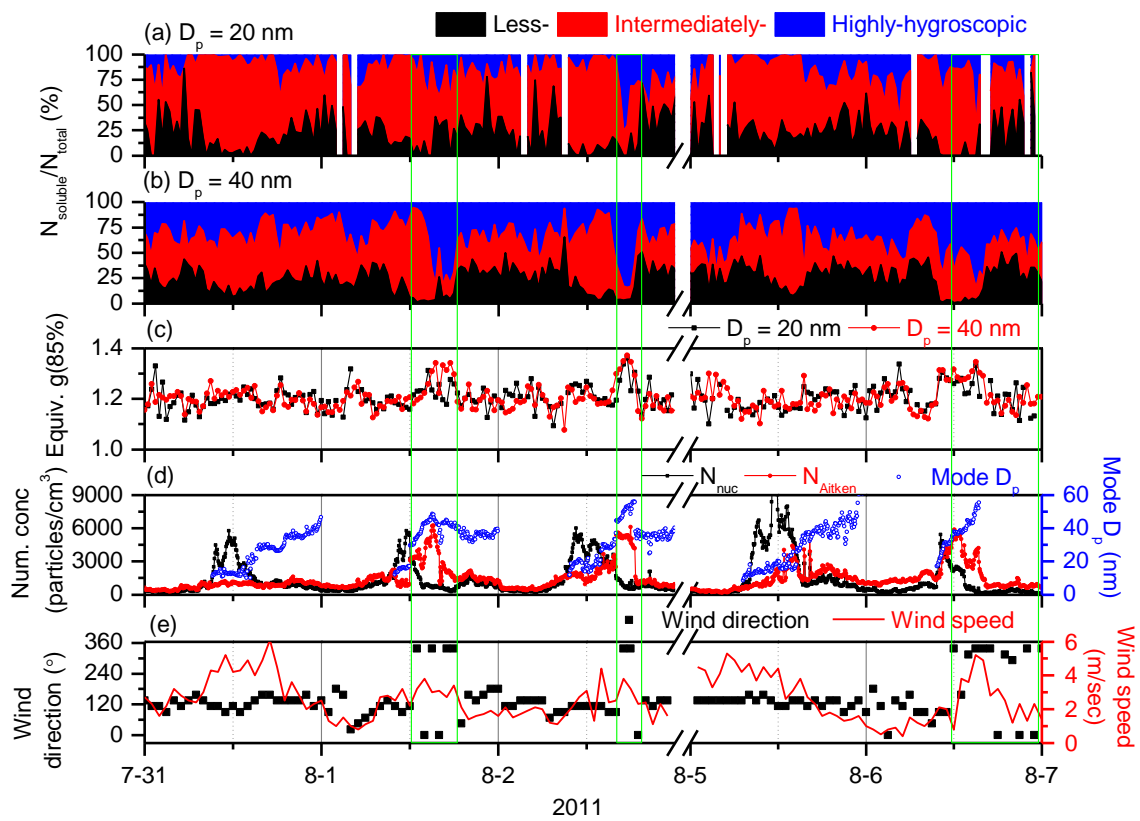 Less- Intermediately- Highly-hygroscopic
(a) Dp = 20 nm
100
75
50
25
0
Nsoluble/Ntotal (%)
(b) Dp = 40 nm
100
75
50
25
0
(c)
Dp = 20 nm Dp = 40 nm
1.4
1.2
1.0
Equiv. g(85%)
(d)
Nnuc NAitken Mode Dp
9000
6000
3000
0
Num. conc
(particles/cm3)
60
40
20
0
Mode Dp
(nm)
(e)
Wind direction Wind speed
360
240
120
0
Wind
direction (°)
6
4
2
0
Wind speed
(m/sec)
7-31 8-1 8-2 8-5 8-6 8-7
2011